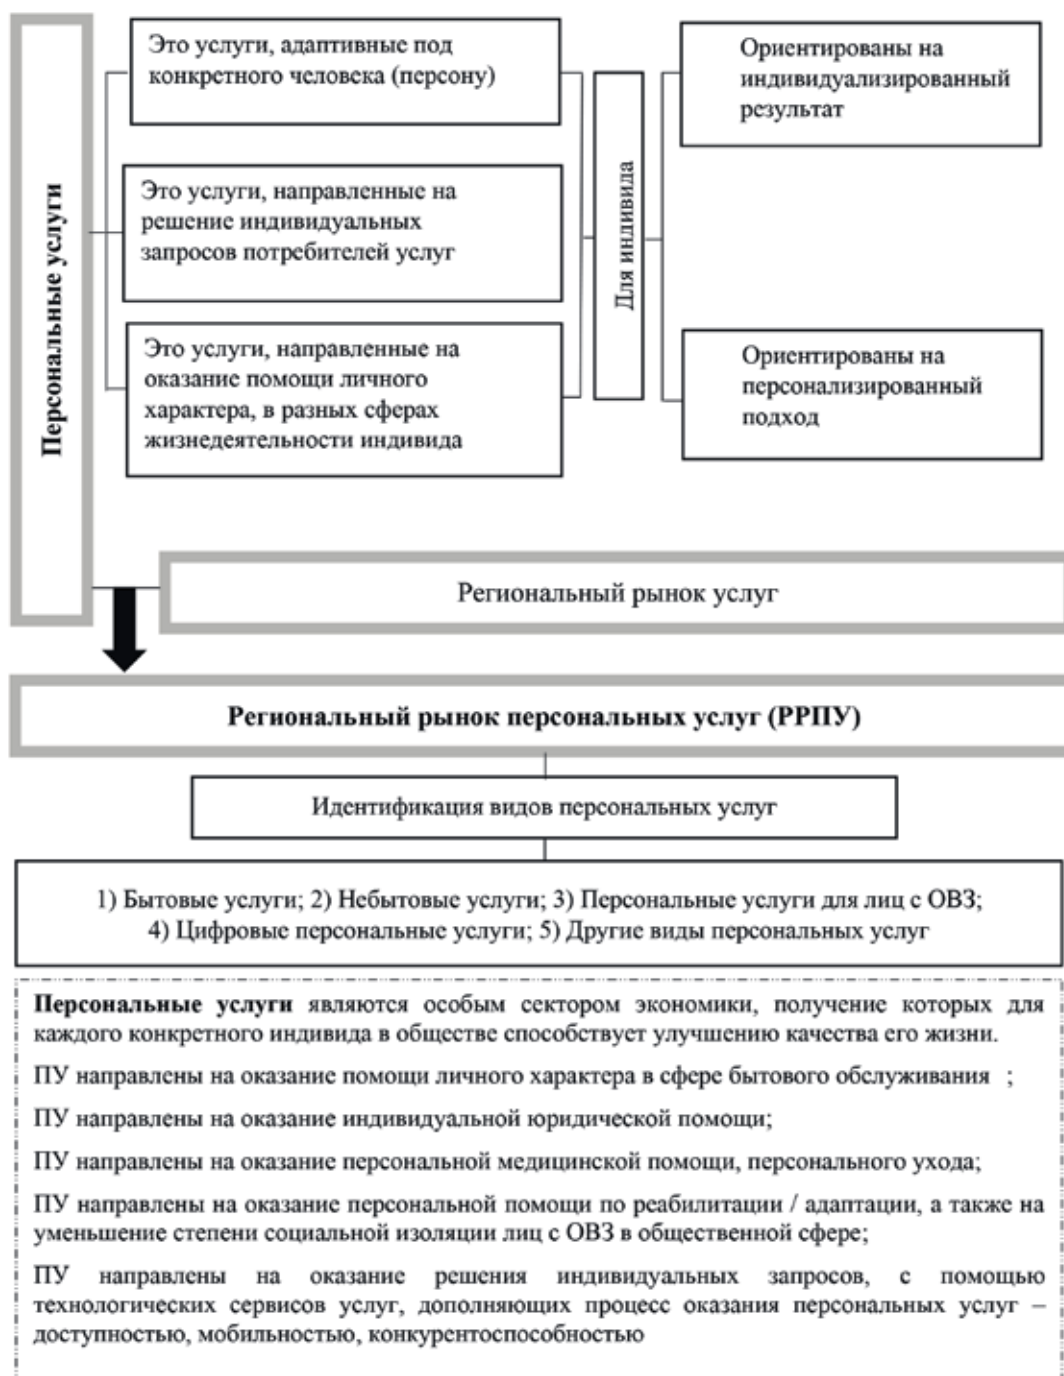 Персональные услуги
Это услуги, адаптивные под
конкретного человека (персону)
Это услуги, направленные на
решение индивидуальных
запросов потребителей услуг
Это услуги, направленные на
оказание помощи личного
характера, в разных сферах
жизнедеятельности индивида
Для индивида
Ориентированы на
индивидуализированный
результат
Ориентированы на
персонализированный
подход
Региональный рынок услуг
Региональный рынок персональных услуг (РРПУ)
Идентификация видов персональных услуг
1) Бытовые услуги; 2) Небытовые услуги; 3) Персональные услуги для лиц с ОВЗ;
4) Цифровые персональные услуги; 5) Другие виды персональных услуг
Персональные услуги являются особым сектором экономики, получение которых для
каждого конкретного индивида в обществе способствует улучшению качества его жизни.
ПУ направлены на оказание помощи личного характера в сфере бытового обслуживания ;
ПУ направлены на оказание индивидуальной юридической помощи;
ПУ направлены на оказание персональной медицинской помощи, персонального ухода;
ПУ направлены на оказание персональной помощи по реабилитации / адаптации, а также на
уменьшение степени социальной изоляции лиц с ОВЗ в общественной сфере;
ПУ направлены на оказание решения индивидуальных запросов, с помощью
технологических сервисов услуг, дополняющих процесс оказания персональных услуг –
доступностью, мобильностью, конкурентоспособностью